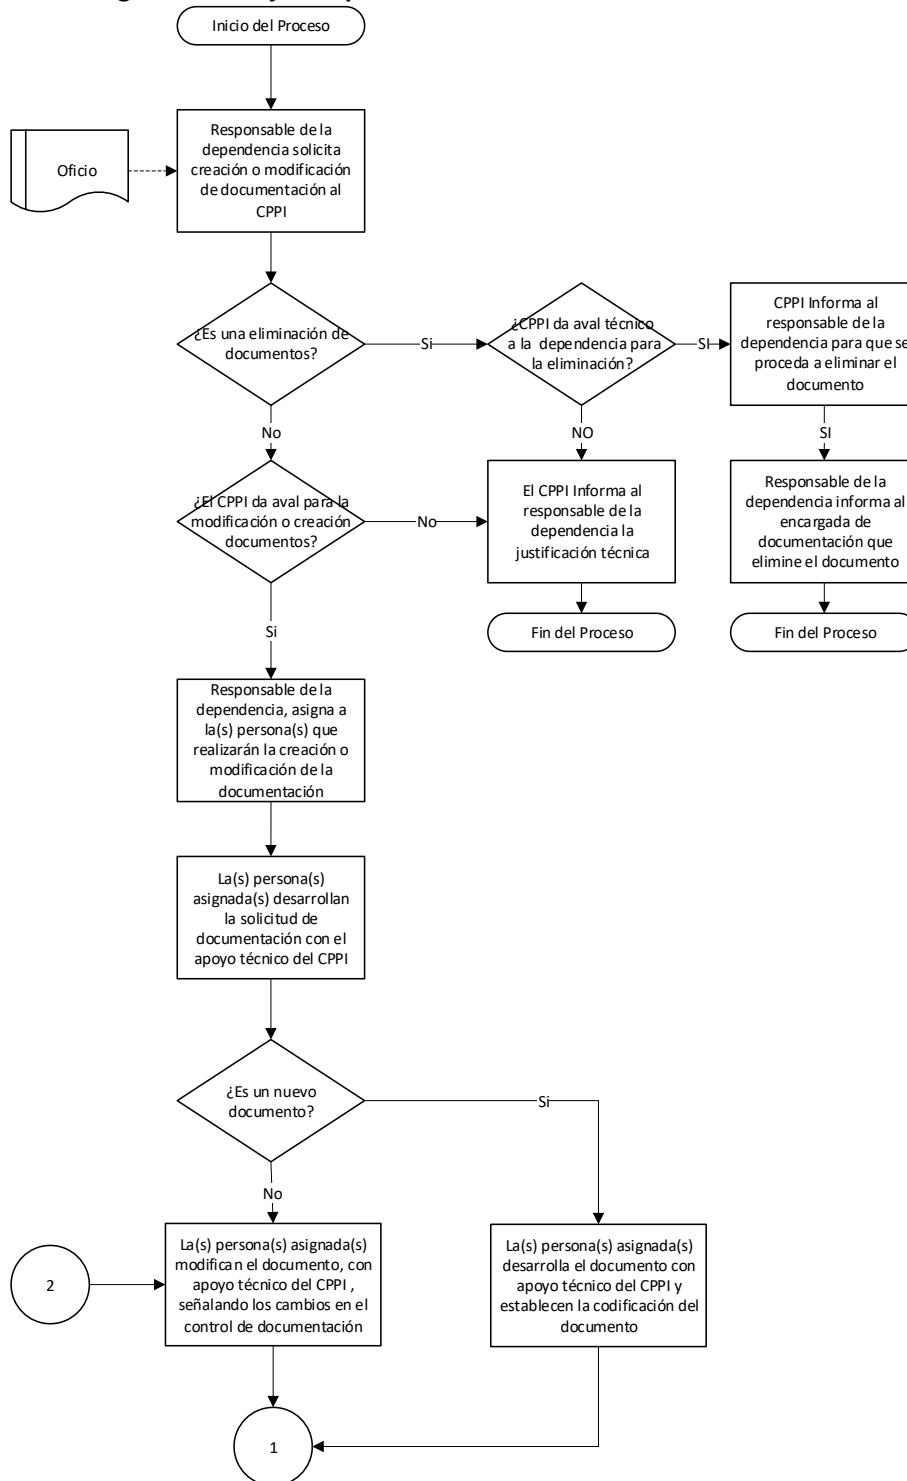 Inicio del Proceso
Responsable de la
dependencia solicita
creación o modificación
de documentación al
CPPI
Oficio
¿Es una eliminación de
documentos?
Si
¿CPPI da aval técnico
a la dependencia para
la eliminación?
SI
CPPI Informa al
responsable de la
dependencia para que se
proceda a eliminar el
documento
No
NO
SI
¿El CPPI da aval para la
modificación o creación
documentos?
No
El CPPI Informa al
responsable de la
dependencia la
justificación técnica
Responsable de la
dependencia informa al
encargada de
documentación que
elimine el documento
Fin del Proceso
Fin del Proceso
Si
Responsable de la
dependencia, asigna a
la(s) persona(s) que
realizarán la creación o
modificación de la
documentación
La(s) persona(s)
asignada(s) desarrollan
la solicitud de
documentación con el
apoyo técnico del CPPI
¿Es un nuevo
documento?
Si
No
2
La(s) persona(s) asignada(s)
modifican el documento, con
apoyo técnico del CPPI ,
señalando los cambios en el
control de documentación
La(s) persona(s) asignada(s)
desarrolla el documento con
apoyo técnico del CPPI y
establecen la codificación del
documento
1